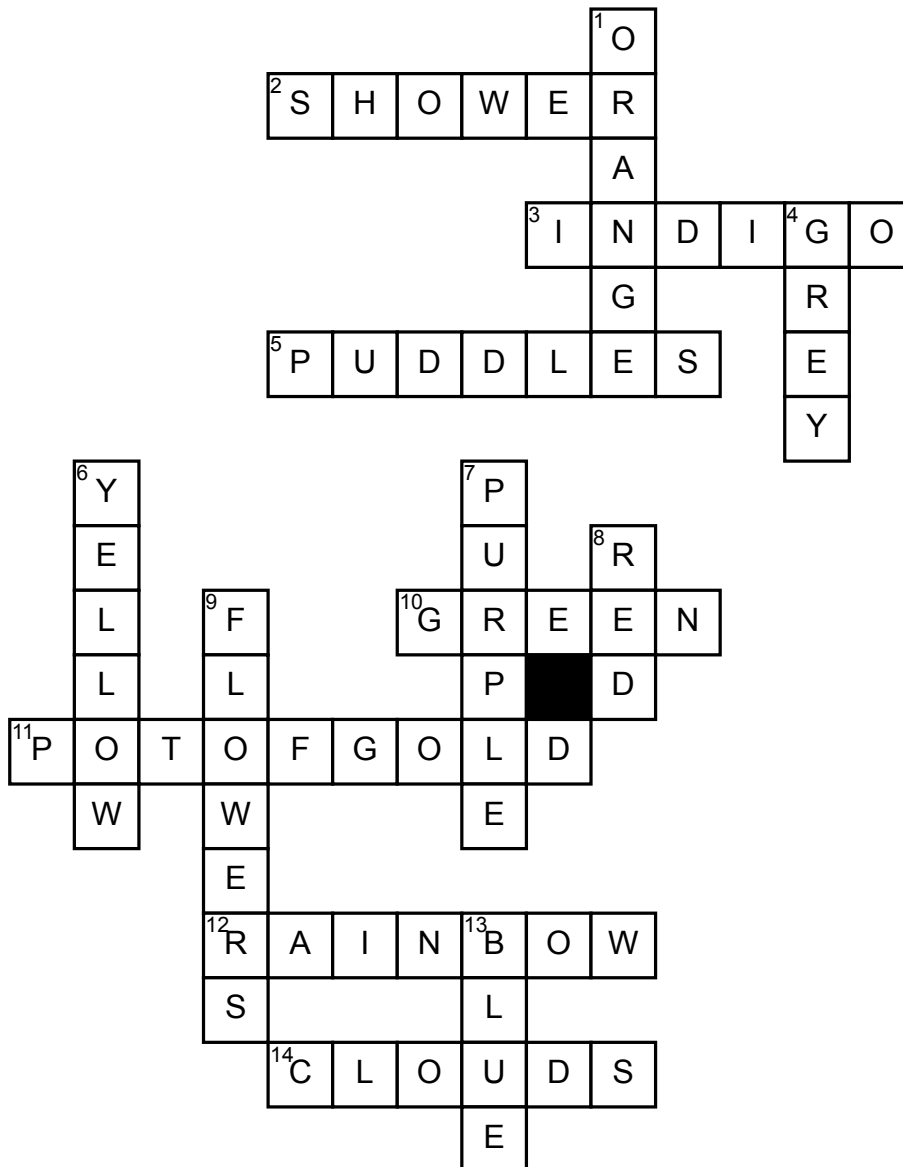 1 O
2 S H O W E R
A
3 I N D I 4 G O
G R
5 P U D D L E S E
Y
6 Y 7 P
E U 8 R
L 9 F 10 G R E E N
L L P D
11 P O T O F G O L D
W W E
E
12 R A I N 13 B O W
S L
14 C L O U D S
E